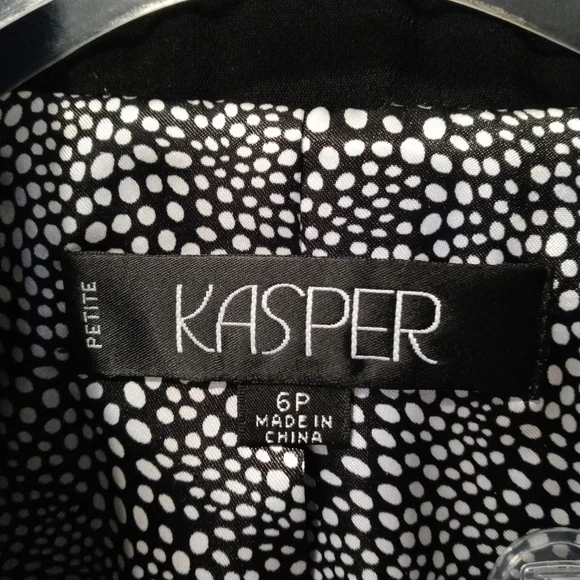 PETITE
KASPER
6P
MADE IN
CHINA